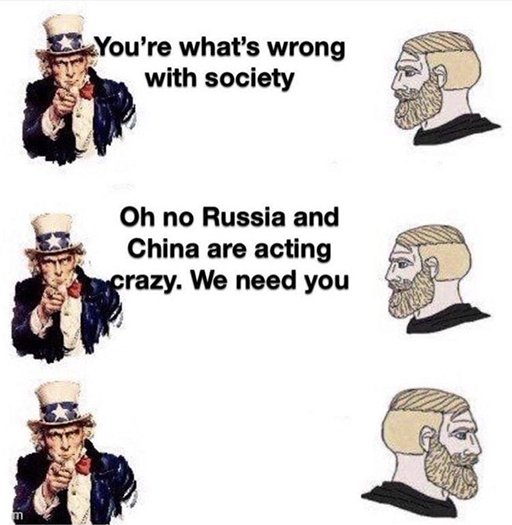 You're what's wrong
with society
Oh no Russia and
China are acting
crazy. We need you
m